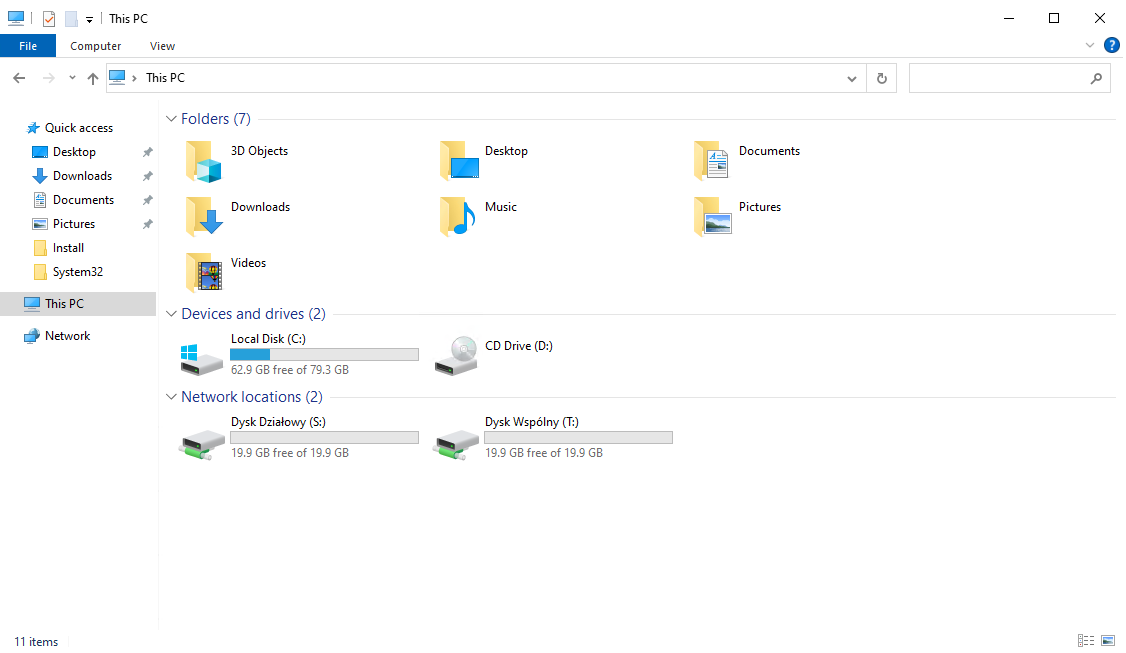 This PC
File Computer View
?
This PC
Quick access
Desktop
Downloads
Documents
Pictures
Install
System32
This PC
Network
Folders (7)
3D Objects
Desktop
Documents
Downloads
Music
Pictures
Videos
Devices and drives (2)
Local Disk (C:)
62.9 GB free of 79.3 GB
CD Drive (D:)
Network locations (2)
Dysk Działowy (S:)
19.9 GB free of 19.9 GB
Dysk Wspólny (T:)
19.9 GB free of 19.9 GB
11 items